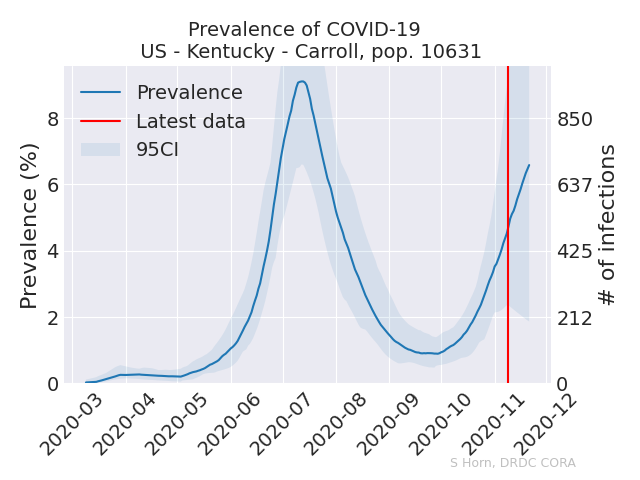 Prevalence of COVID-19
US - Kentucky - Carroll, pop. 10631
Prevalence
Latest data
95CI
Prevalence (%)
8
6
4
2
0
850
637
425
212
0
# of infections
2020-03
2020-04
2020-05
2020-06
2020-07
2020-08
2020-09
2020-10
2020-11
2020-12
S Horn, DRDC CORA